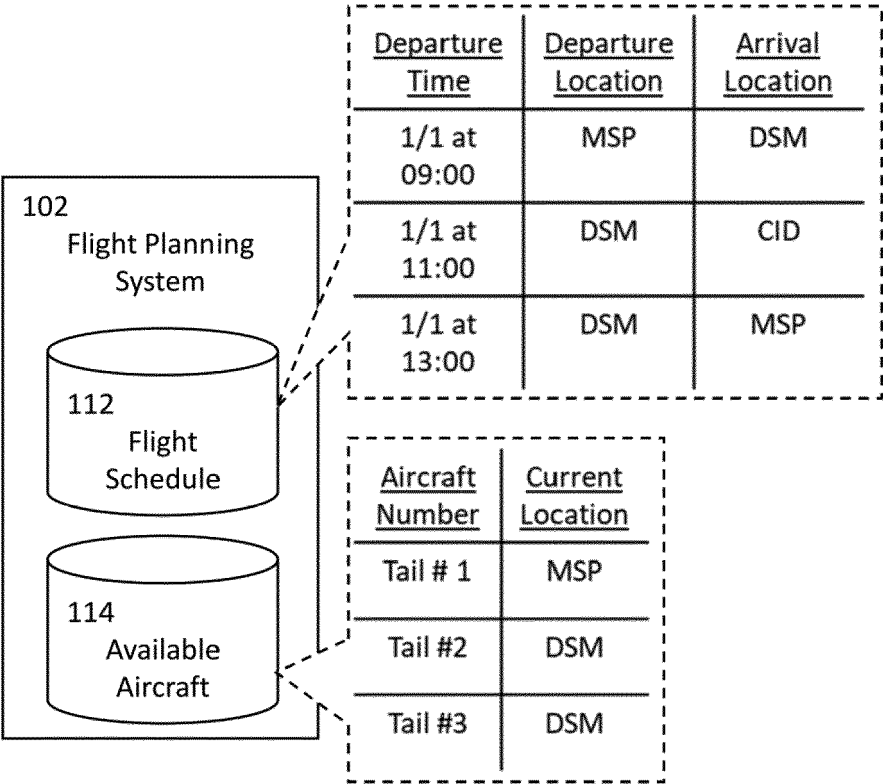 102
Flight Planning
System
112
Flight
Schedule
114
Available
Aircraft
Departure Time Departure Location Arrival Location
1/1 at 09:00 MSP DSM
1/1 at 11:00 DSM CID
1/1 at 13:00 DSM MSP
Aircraft Number Current Location
Tail # 1 MSP
Tail #2 DSM
Tail #3 DSM